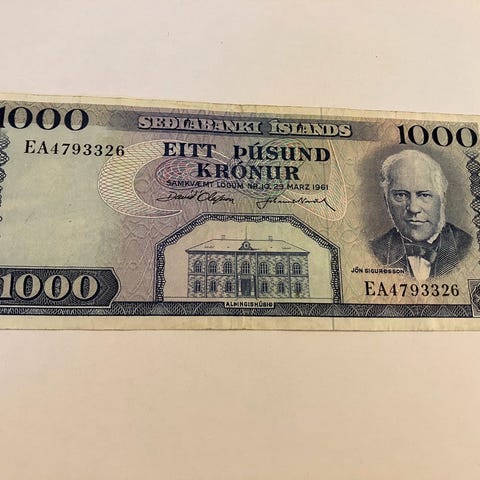 1000
SEÐLABANKI ÍSLANDS
1000
EA4793326
EITT ÞÚSUND
KRÓNUR
SAMKVÆMT LÖGUM NR. 10, 29. MARZ 1961
JÓN SIGURÐSSON
1000
EA4793326
ALÞINGISHÚSIÐ